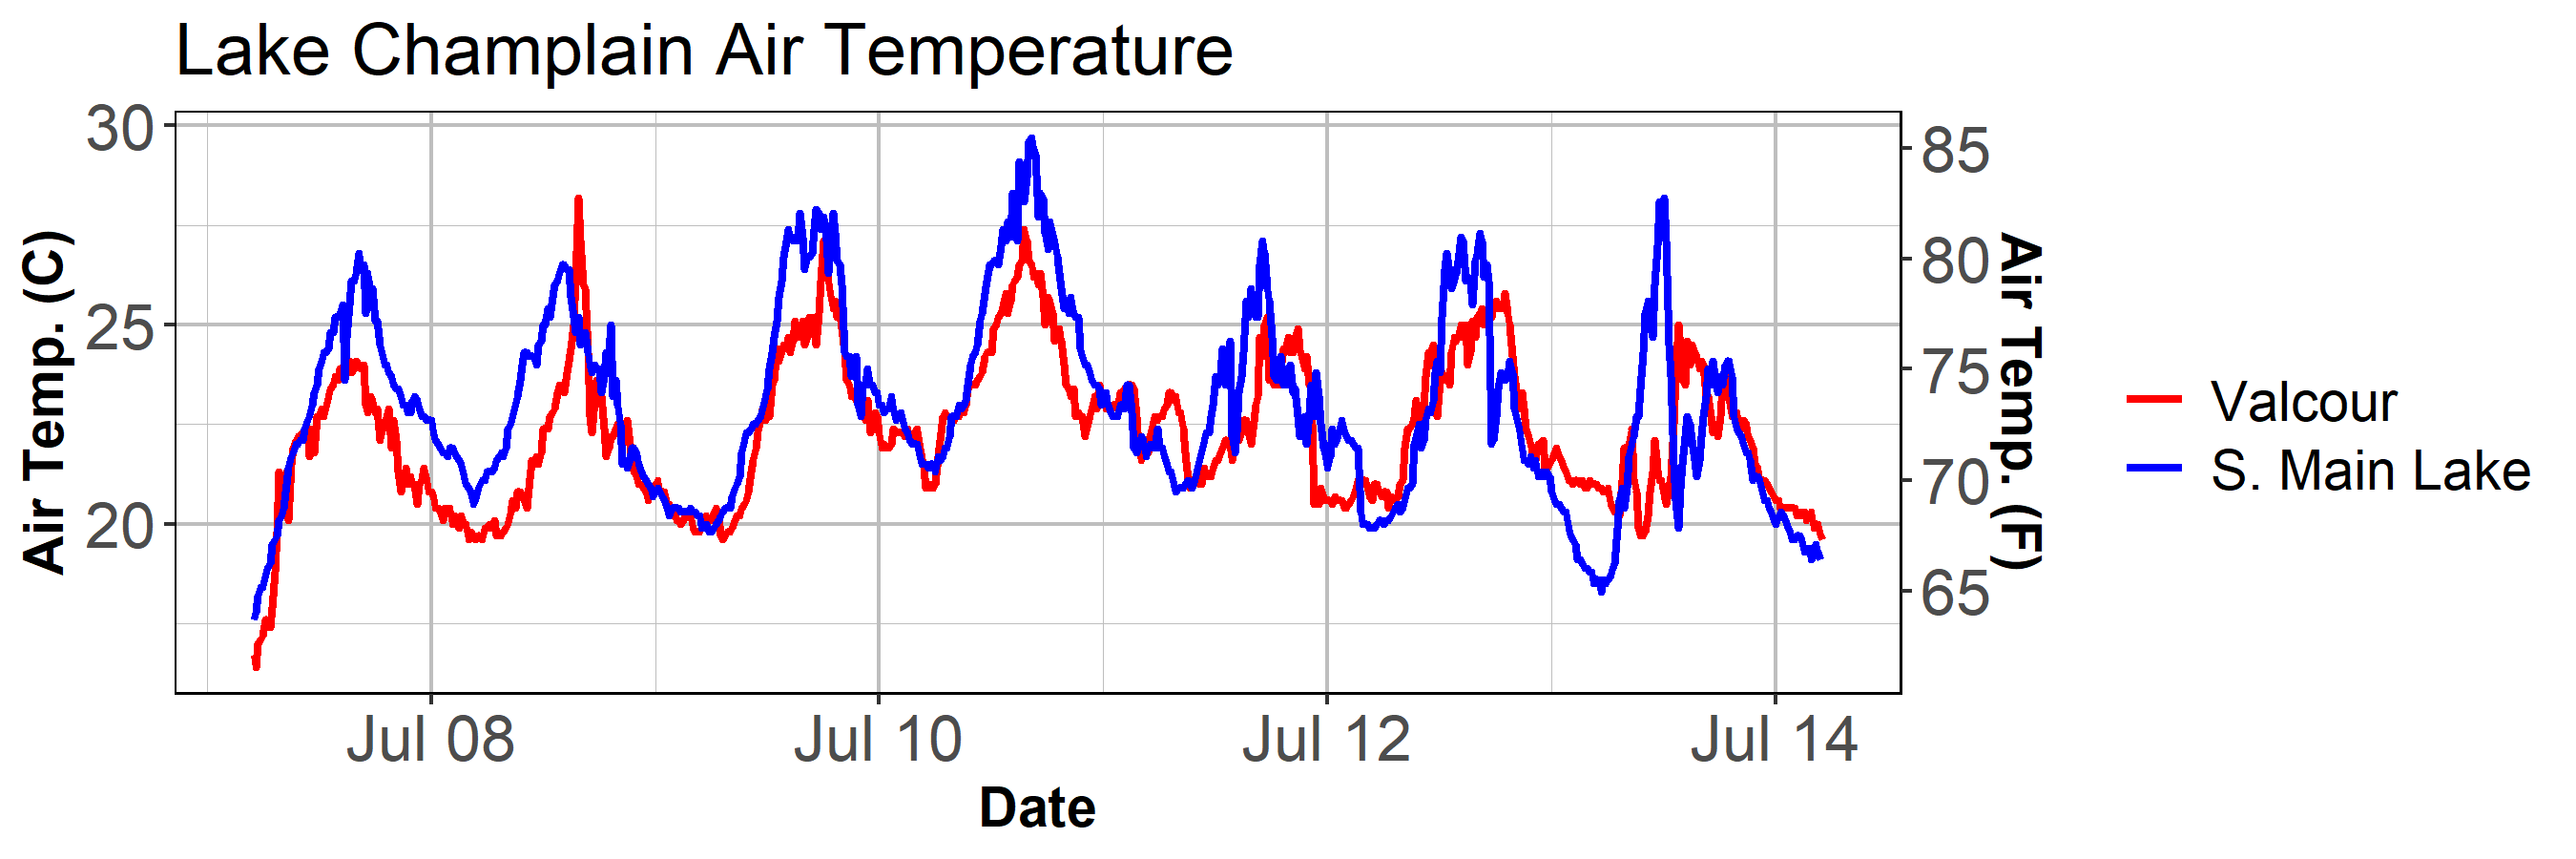 Lake Champlain Air Temperature
30
25
20
Air Temp. (C)
85
80
75
70
65
Air Temp. (F)
Jul 08
Jul 10
Jul 12
Jul 14
Date
Valcour
S. Main Lake